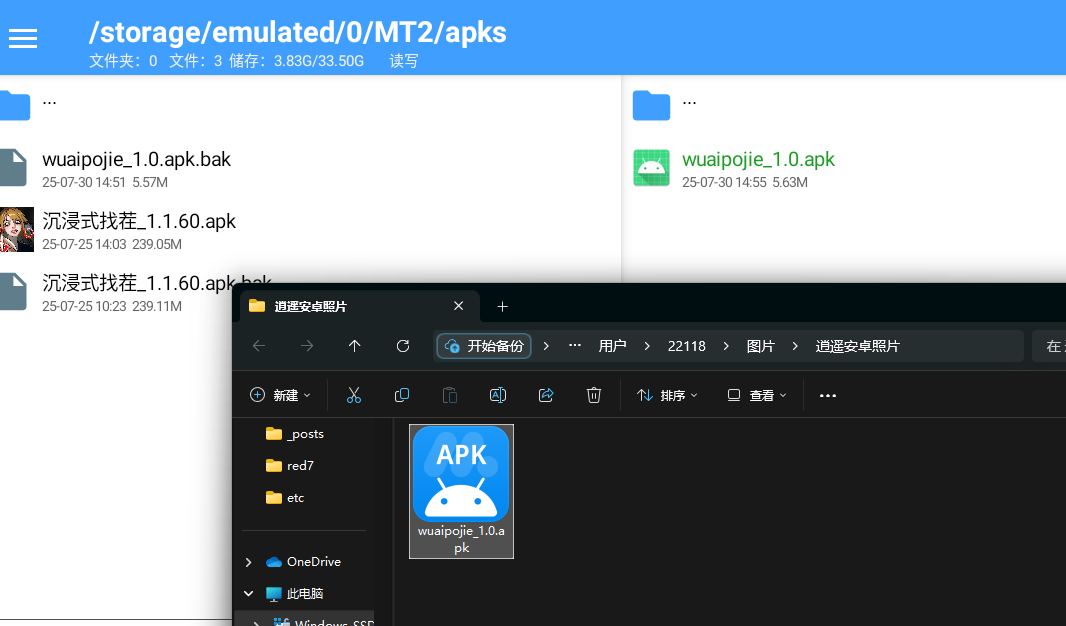 /storage/emulated/0/MT2/apks
文件夹：0 文件：3 储存：3.83G/33.50G 读写
...
wuaipojie_1.0.apk.bak
25-07-30 14:51 5.57M
沉浸式找茬_1.1.60.apk
25-07-25 14:03 239.05M
沉浸式找茬_1.1.60.apk.bak
25-07-25 10:23 239.11M
...
wuaipojie_1.0.apk
25-07-30 14:55 5.63M
逍遥安卓照片
开始备份 > ... 用户 > 22118 > 图片 > 逍遥安卓照片
在
新建
排序
查看
_posts
red7
etc
OneDrive
此电脑
Windows-SSD
APK
wuaipojie_1.0.a
pk